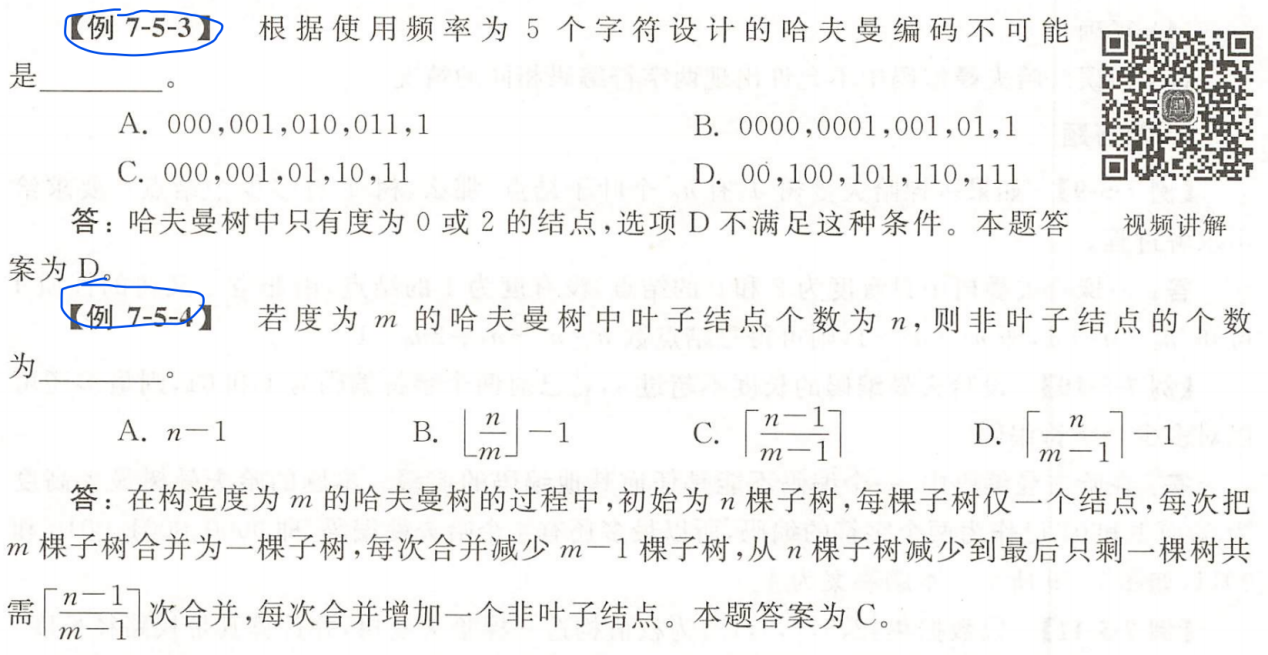 【例 7-5-3】 根据使用频率为 5 个字符设计的哈夫曼编码不可能
是________。
A. 000,001,010,011,1 B. 0000,0001,001,01,1
C. 000,001,01,10,11 D. 00,100,101,110,111
答：哈夫曼树中只有度为 0 或 2 的结点,选项 D 不满足这种条件。本题答
视频讲解
案为 D。
【例 7-5-4】 若度为 m 的哈夫曼树中叶子结点个数为 n,则非叶子结点的个数
为________。
A. n−1 B. ⌊n/m⌋−1 C. ⌈(n−1)/(m−1)⌉ D. ⌈n/(m−1)⌉−1
答：在构造度为 m 的哈夫曼树的过程中,初始为 n 棵子树,每棵子树仅一个结点,每次把
m 棵子树合并为一棵子树,每次合并减少 m−1 棵子树,从 n 棵子树减少到最后只剩一棵树共
需⌈(n−1)/(m−1)⌉次合并,每次合并增加一个非叶子结点。本题答案为 C。